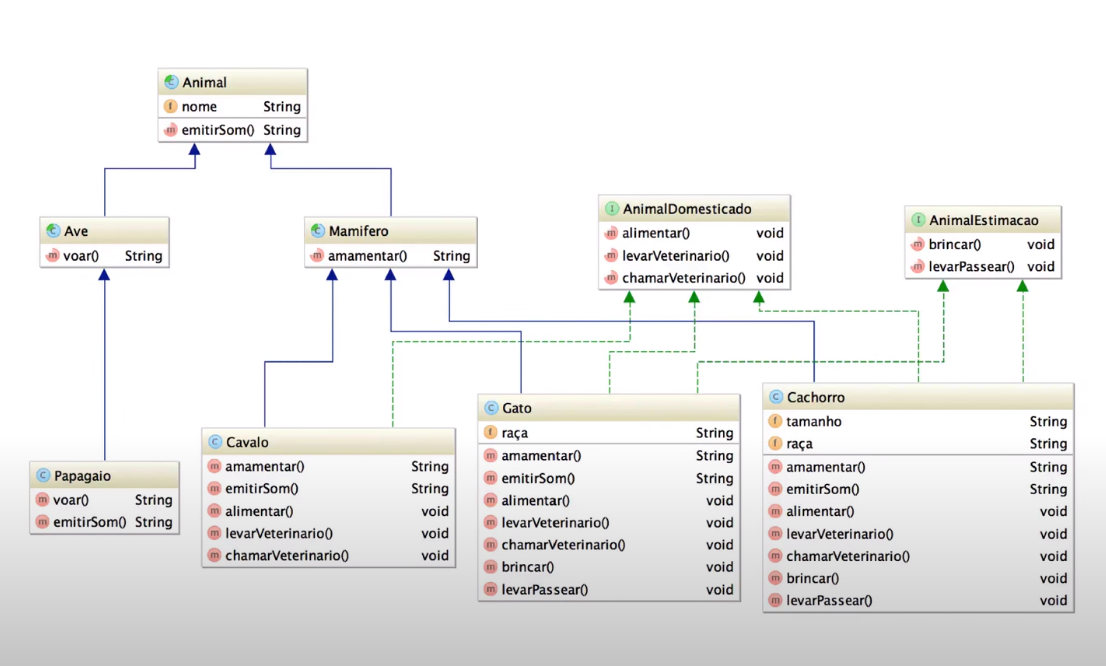 Animal
nome String
emitirSom() String
Ave
voar() String
Mamifero
amamentar() String
AnimalDomesticado
alimentar() void
levarVeterinario() void
chamarVeterinario() void
AnimalEstimacao
brincar() void
levarPassear() void
Papagaio
voar() String
emitirSom() String
Cavalo
amamentar() String
emitirSom() String
alimentar() void
levarVeterinario() void
chamarVeterinario() void
Gato
raça String
amamentar() String
emitirSom() String
alimentar() void
levarVeterinario() void
chamarVeterinario() void
brincar() void
levarPassear() void
Cachorro
tamanho String
raça String
amamentar() String
emitirSom() String
alimentar() void
levarVeterinario() void
chamarVeterinario() void
brincar() void
levarPassear() void